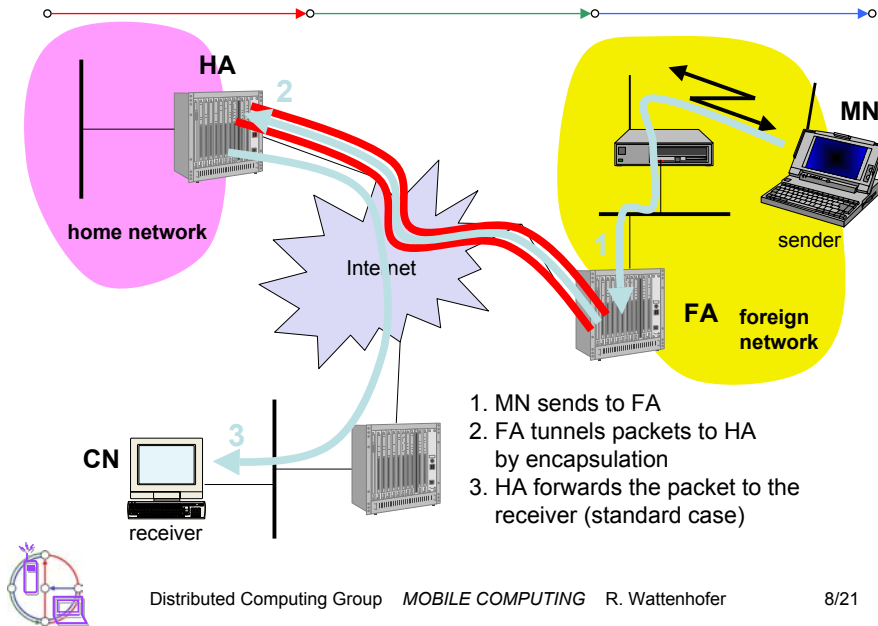 HA
2
MN
home network
Internet
1
sender
FA
foreign
network
1. MN sends to FA
2. FA tunnels packets to HA
by encapsulation
3. HA forwards the packet to the
receiver (standard case)
3
CN
receiver
Distributed Computing Group MOBILE COMPUTING R. Wattenhofer 8/21